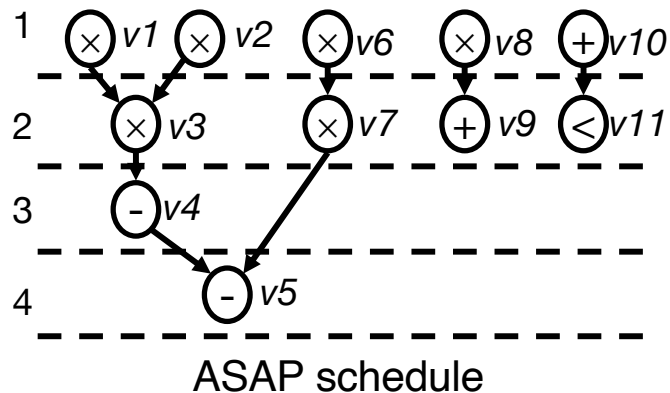 1 × v1 × v2 × v6 × v8 + v10
2 × v3 × v7 + v9 < v11
3 - v4
4 - v5
ASAP schedule